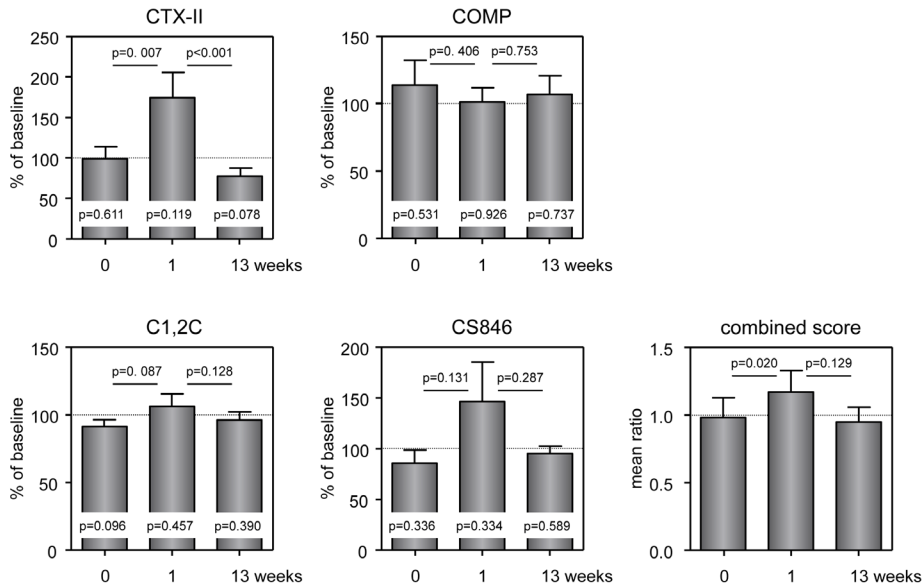 CTX-II
% of baseline
250
200
150
100
50
0
p=0. 007 p<0.001
p=0.611 p=0.119 p=0.078
0 1 13 weeks
COMP
% of baseline
150
100
50
0
p=0. 406 p=0.753
p=0.531 p=0.926 p=0.737
0 1 13 weeks
C1,2C
% of baseline
150
100
50
0
p=0. 087 p=0.128
p=0.096 p=0.457 p=0.390
0 1 13 weeks
CS846
% of baseline
200
150
100
50
0
p=0.131 p=0.287
p=0.336 p=0.334 p=0.589
0 1 13 weeks
combined score
mean ratio
1.5
1.0
0.5
0.0
p=0.020 p=0.129
0 1 13 weeks